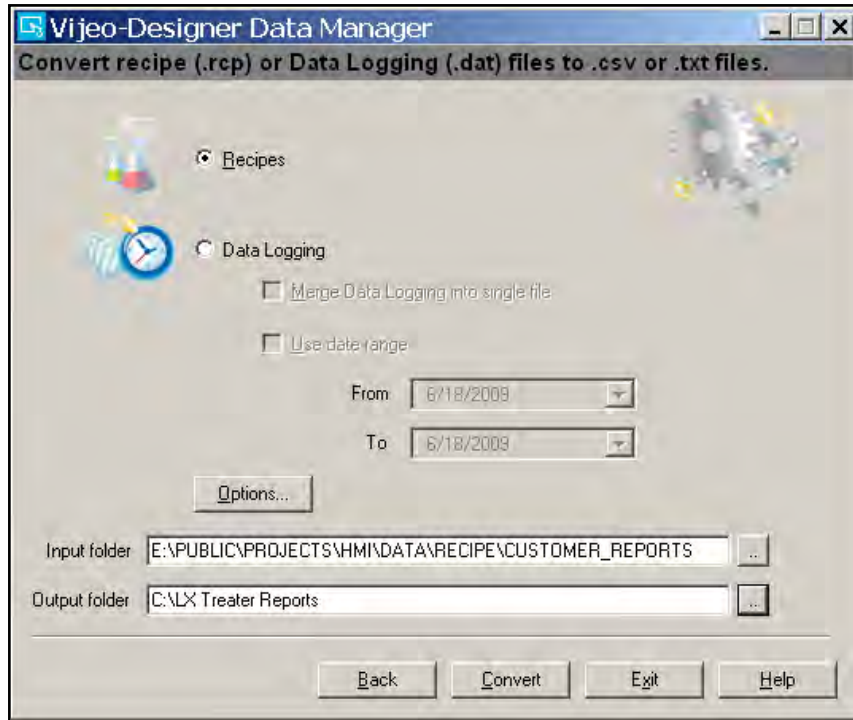 Vijeo-Designer Data Manager
Convert recipe (.rcp) or Data Logging (.dat) files to .csv or .txt files.
Recipes
Data Logging
Merge Data Logging into single file
Use date range
From 6/18/2009
To 6/18/2009
Options...
Input folder E:\PUBLIC\PROJECTS\HMI\DATA\RECIPE\CUSTOMER_REPORTS ..
Output folder C:\LX Treater Reports ...
Back Convert Exit Help